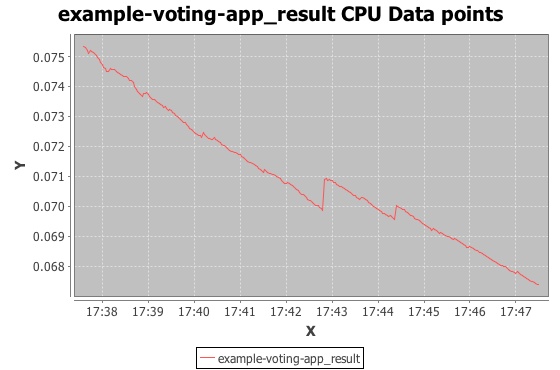 example-voting-app_result CPU Data points
0.075
0.074
0.073
0.072
0.071
0.070
0.069
0.068
Y
17:38 17:39 17:40 17:41 17:42 17:43 17:44 17:45 17:46 17:47
X
example-voting-app_result